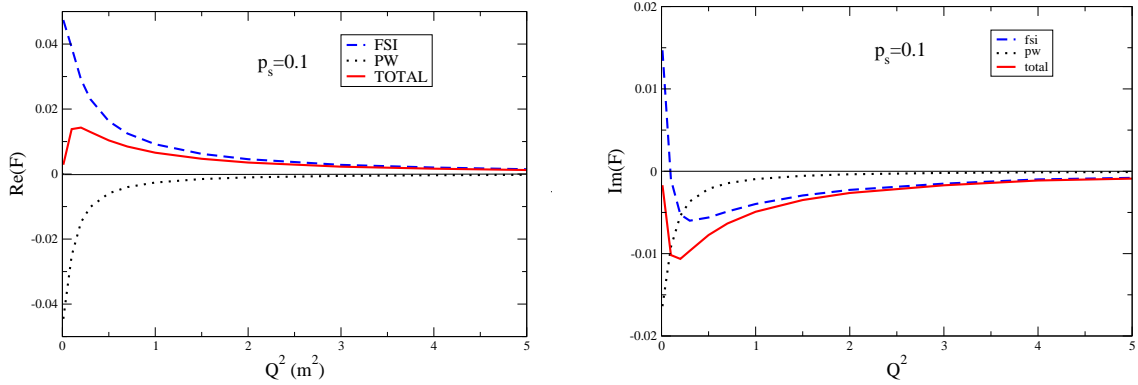 0.04
0.02
0
-0.02
-0.04
Re(F)
p_s=0.1
FSI
PW
TOTAL
0 1 2 3 4 5
Q^2 (m^2)
0.02
0.01
0
-0.01
-0.02
Im(F)
p_s=0.1
fsi
pw
total
0 1 2 3 4 5
Q^2